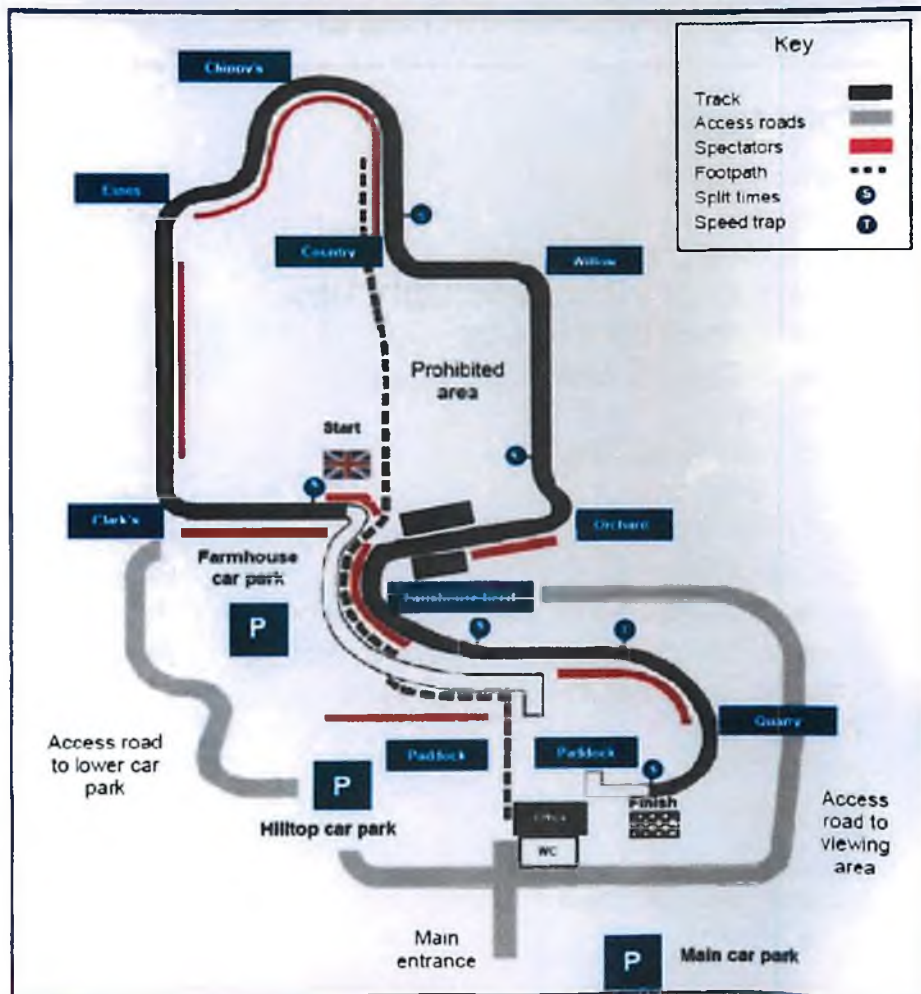 Key
Track
Access roads
Spectators
Footpath
S
Split times
T
Speed trap
Country
Willow
Prohibited
area
Start
Clark's
Orchard
Farmhouse
car park
P
Quarry
Paddock
Paddock
Access road
to lower car
park
P
Hilltop car park
Finish
WC
Access
road to
viewing
area
Main
entrance
P
Main car park